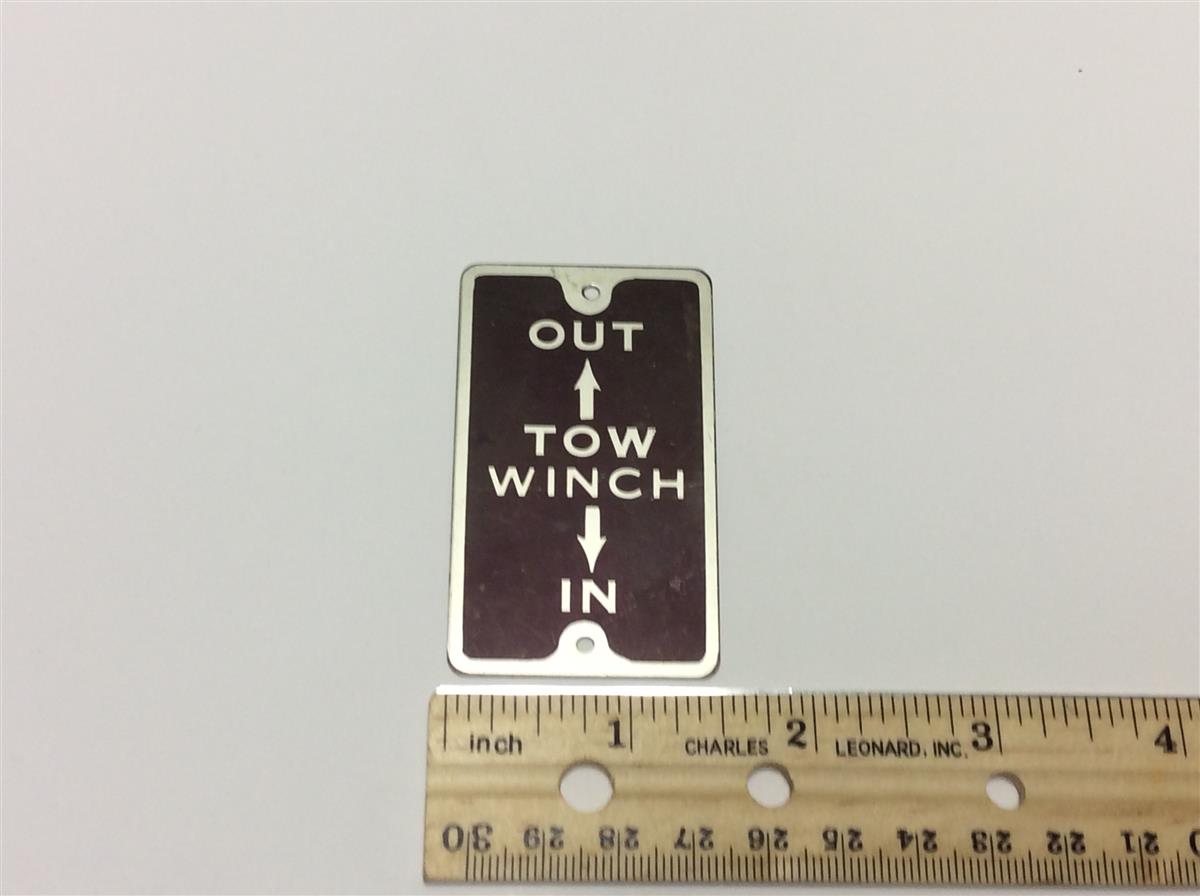 OUT
TOW
WINCH
IN
inch 1 CHARLES 2 LEONARD, INC. 3 4
30 29 28 27 26 25 24 23 22 21